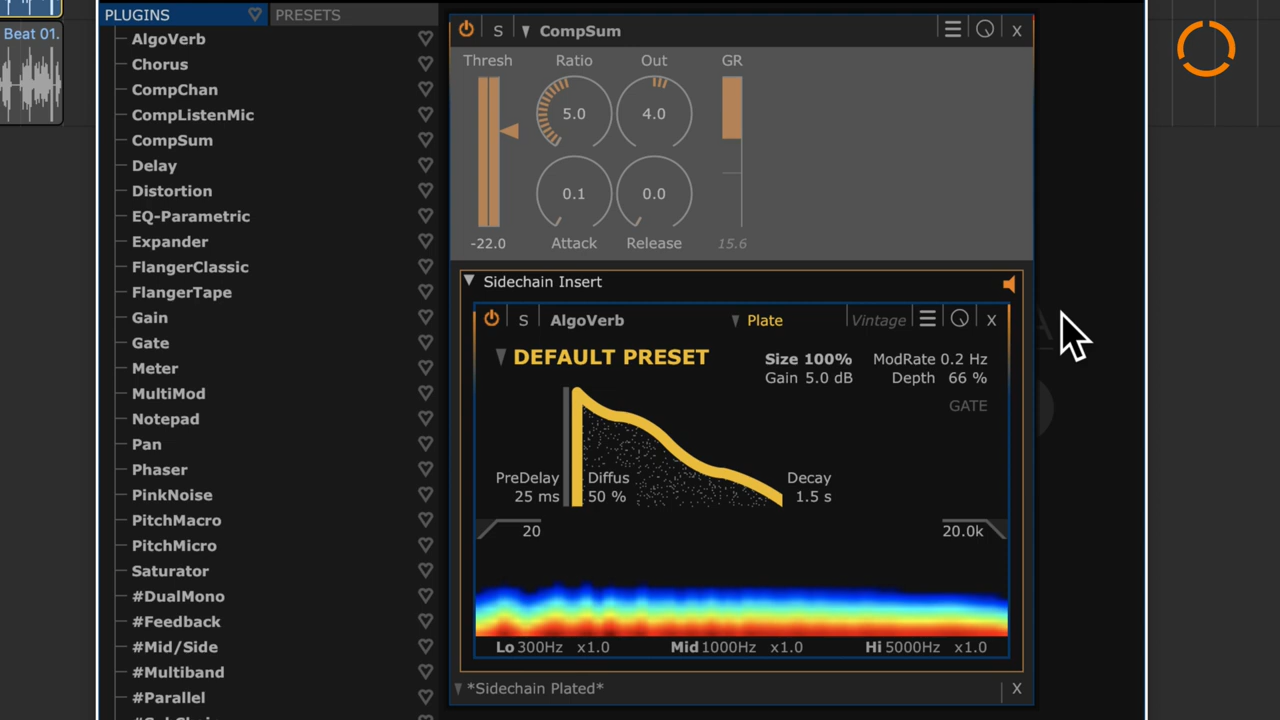 Beat 01.
PLUGINS
PRESETS
AlgoVerb
Chorus
CompChan
CompListenMic
CompSum
Delay
Distortion
EQ-Parametric
Expander
FlangerClassic
FlangerTape
Gain
Gate
Meter
MultiMod
Notepad
Pan
Phaser
PinkNoise
PitchMacro
PitchMicro
Saturator
#DualMono
#Feedback
#Mid/Side
#Multiband
#Parallel
S
CompSum
X
Thresh Ratio Out GR
5.0 4.0
0.1 0.0
-22.0 Attack Release 15.6
Sidechain Insert
S AlgoVerb Plate Vintage X
DEFAULT PRESET
Size 100% ModRate 0.2 Hz
Gain 5.0 dB Depth 66 %
GATE
PreDelay Diffus Decay
25 ms 50 % 1.5 s
20 20.0k
Lo 300Hz x1.0 Mid 1000Hz x1.0 Hi 5000Hz x1.0
*Sidechain Plated* X